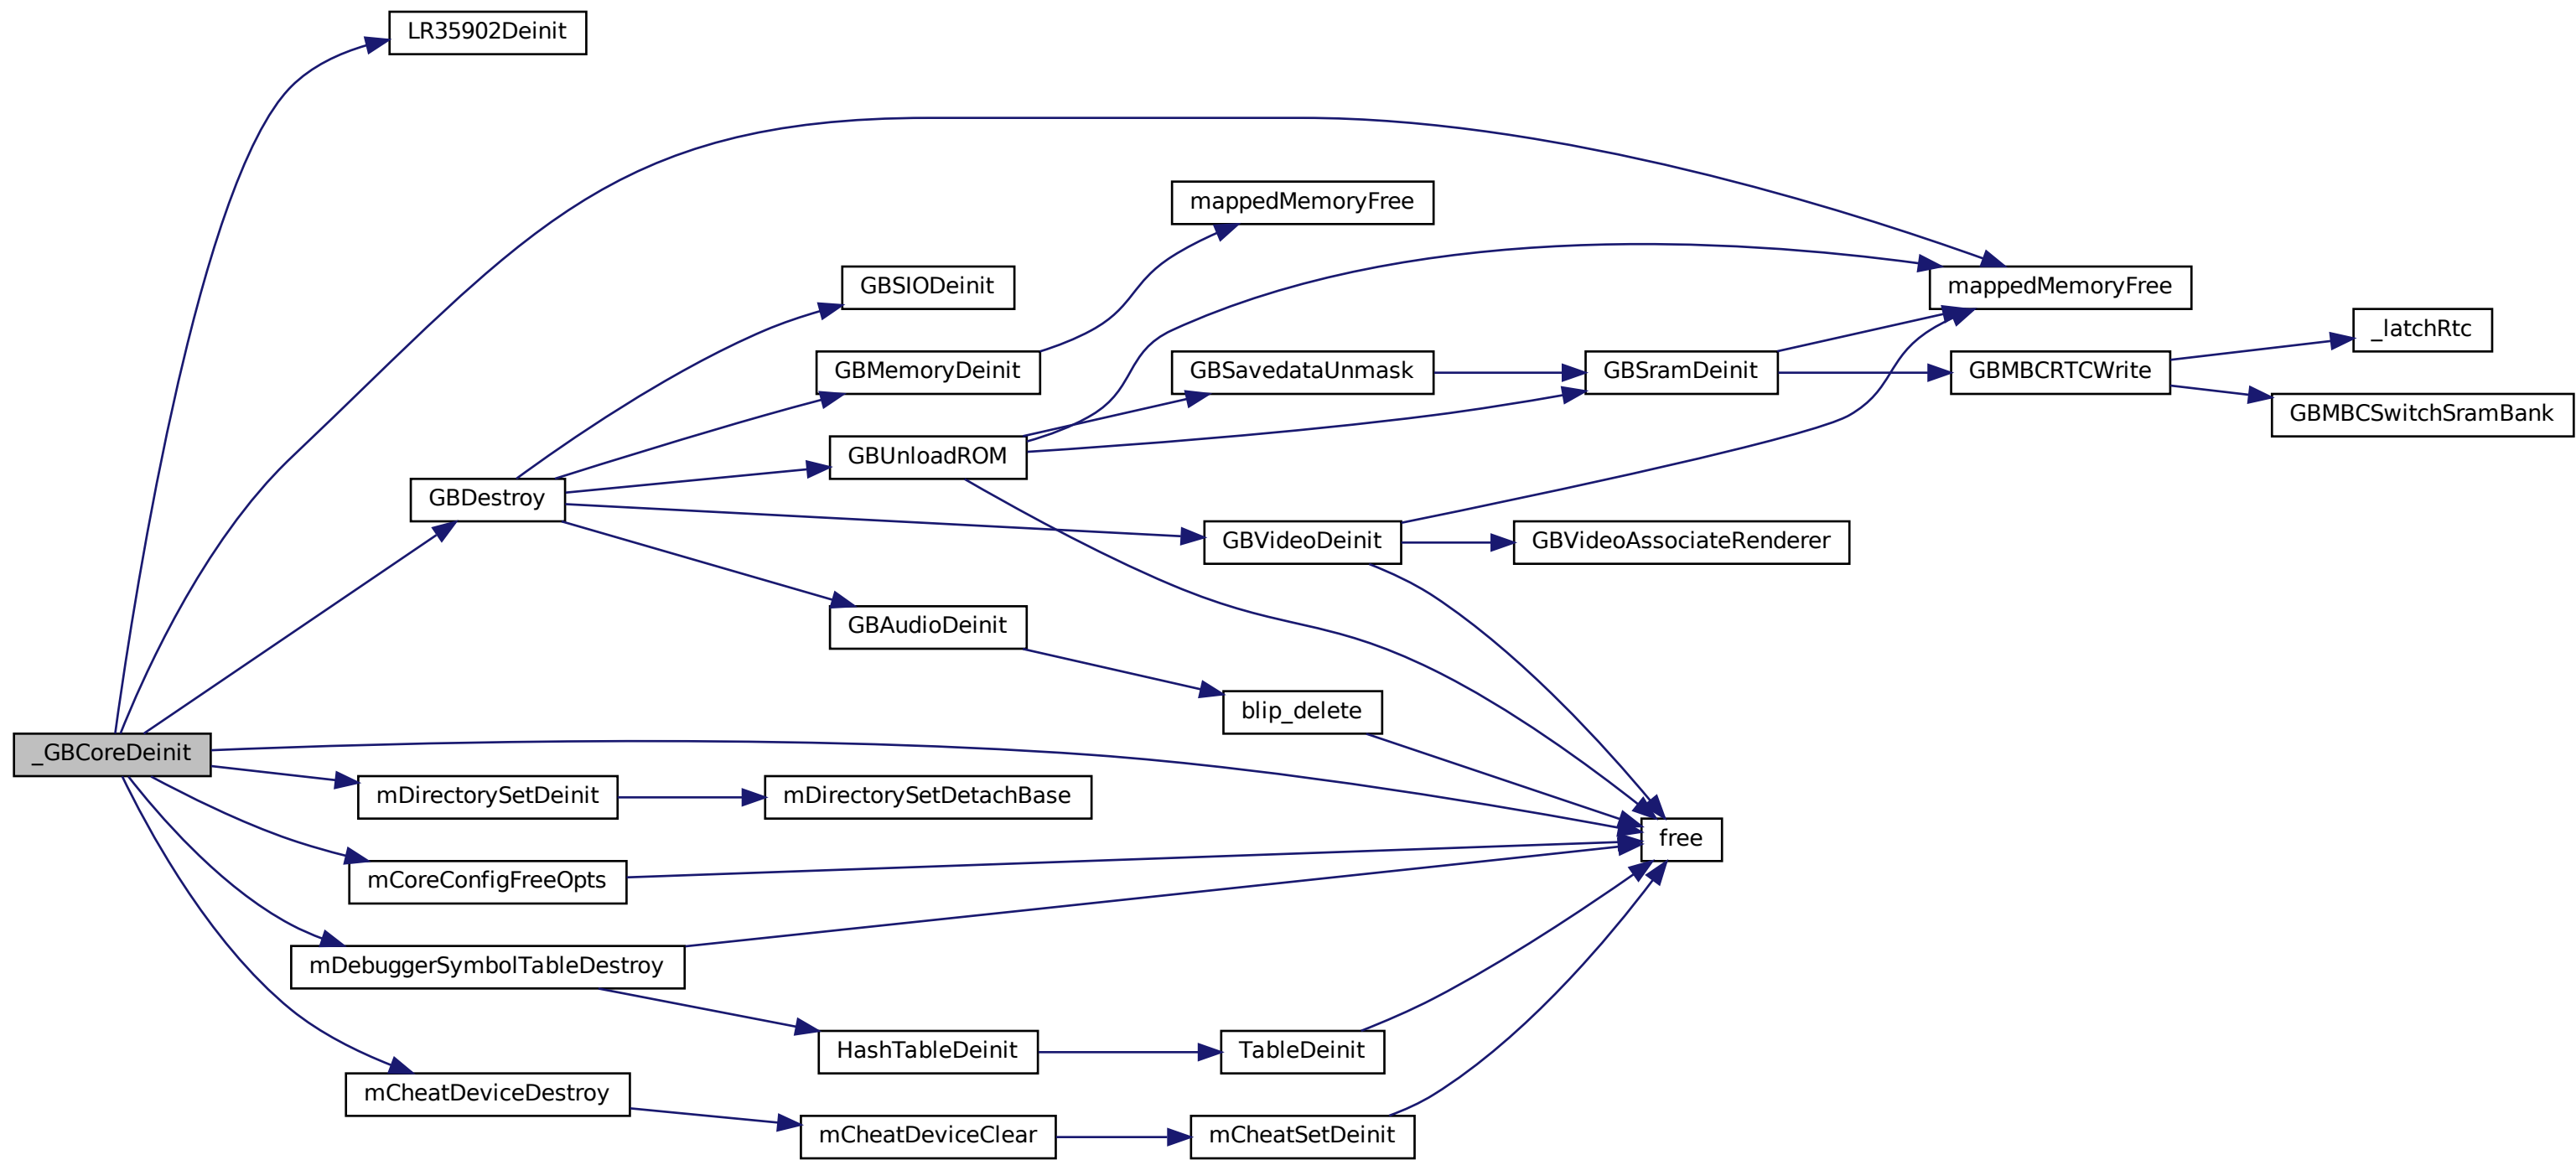 LR35902Deinit
mappedMemoryFree
GBSIODeinit
mappedMemoryFree
_latchRtc
GBMemoryDeinit
GBSavedataUnmask
GBSramDeinit
GBMBCRTCWrite
GBMBCSwitchSramBank
GBUnloadROM
GBDestroy
GBVideoDeinit
GBVideoAssociateRenderer
GBAudioDeinit
blip_delete
_GBCoreDeinit
mDirectorySetDeinit
mDirectorySetDetachBase
free
mCoreConfigFreeOpts
mDebuggerSymbolTableDestroy
HashTableDeinit
TableDeinit
mCheatDeviceDestroy
mCheatDeviceClear
mCheatSetDeinit